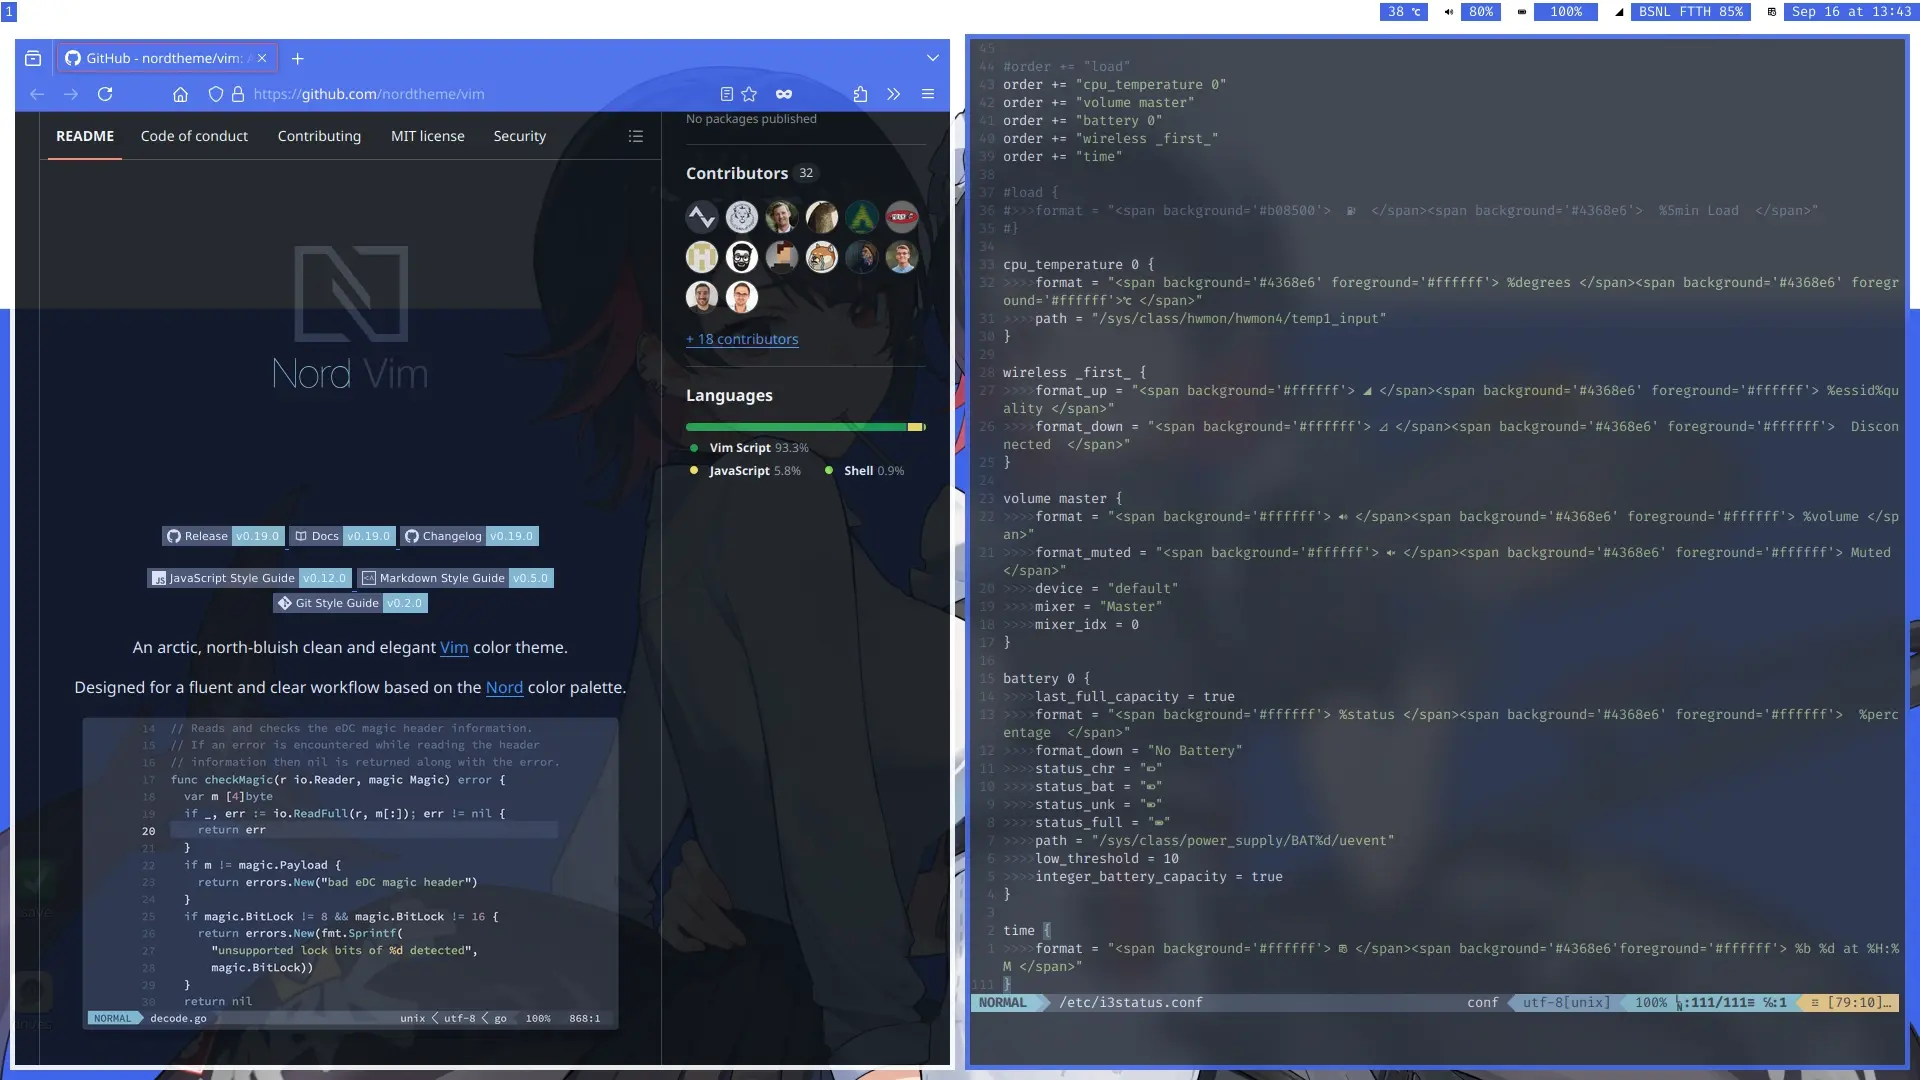 1
38 ℃
80%
100%
BSNL FTTH 85%
Sep 16 at 13:43
GitHub - nordtheme/vim:
https://github.com/nordtheme/vim
README
Code of conduct
Contributing
MIT license
Security
Nord Vim
Release v0.19.0
Docs v0.19.0
Changelog v0.19.0
JavaScript Style Guide v0.12.0
Markdown Style Guide v0.5.0
Git Style Guide v0.2.0
An arctic, north-bluish clean and elegant Vim color theme.
Designed for a fluent and clear workflow based on the Nord color palette.
14 // Reads and checks the eDC magic header information.
15 // If an error is encountered while reading the header
16 // information then nil is returned along with the error.
17 func checkMagic(r io.Reader, magic Magic) error {
18 var m [4]byte
19 if _, err := io.ReadFull(r, m[:]); err != nil {
20 return err
21 }
22 if m != magic.Payload {
23 return errors.New("bad eDC magic header")
24 }
25 if magic.BitLock != 8 && magic.BitLock != 16 {
26 return errors.New(fmt.Sprintf(
27 "unsupported lock bits of %d detected",
28 magic.BitLock))
29 }
30 return nil
NORMAL decode.go unix < utf-8 < go 100% 868:1
No packages published
Contributors 32
+ 18 contributors
Languages
Vim Script 93.3%
JavaScript 5.8% Shell 0.9%
45
44 #order += "load"
43 order += "cpu_temperature 0"
42 order += "volume master"
41 order += "battery 0"
40 order += "wireless _first_"
39 order += "time"
38
37 #load {
36 #>>>format = "<span background='#b08500'> </span><span background='#4368e6'> %5min Load </span>"
35 #}
34
33 cpu_temperature 0 {
32 >>>>format = "<span background='#4368e6' foreground='#ffffff'> %degrees </span><span background='#4368e6' foregr
ound='#ffffff'>℃ </span>"
31 >>>>path = "/sys/class/hwmon/hwmon4/temp1_input"
30 }
29
28 wireless _first_ {
27 >>>>format_up = "<span background='#ffffff'> ◢ </span><span background='#4368e6' foreground='#ffffff'> %essid%qu
ality </span>"
26 >>>>format_down = "<span background='#ffffff'> ◿ </span><span background='#4368e6' foreground='#ffffff'> Discon
nected </span>"
25 }
24
23 volume master {
22 >>>>format = "<span background='#ffffff'> </span><span background='#4368e6' foreground='#ffffff'> %volume </sp
an>"
21 >>>>format_muted = "<span background='#ffffff'> </span><span background='#4368e6' foreground='#ffffff'> Muted
</span>"
20 >>>>device = "default"
19 >>>>mixer = "Master"
18 >>>>mixer_idx = 0
17 }
16
15 battery 0 {
14 >>>>last_full_capacity = true
13 >>>>format = "<span background='#ffffff'> %status </span><span background='#4368e6' foreground='#ffffff'> %perc
entage </span>"
12 >>>>format_down = "No Battery"
11 >>>>status_chr = ""
10 >>>>status_bat = ""
9 >>>>status_unk = ""
8 >>>>status_full = ""
7 >>>>path = "/sys/class/power_supply/BAT%d/uevent"
6 >>>>low_threshold = 10
5 >>>>integer_battery_capacity = true
4 }
3
2 time {
1 >>>>format = "<span background='#ffffff'> </span><span background='#4368e6'foreground='#ffffff'> %b %d at %H:%
M </span>"
111 }
NORMAL /etc/i3status.conf conf utf-8[unix] 100% :111/111≡ ℅:1 [79:10]…